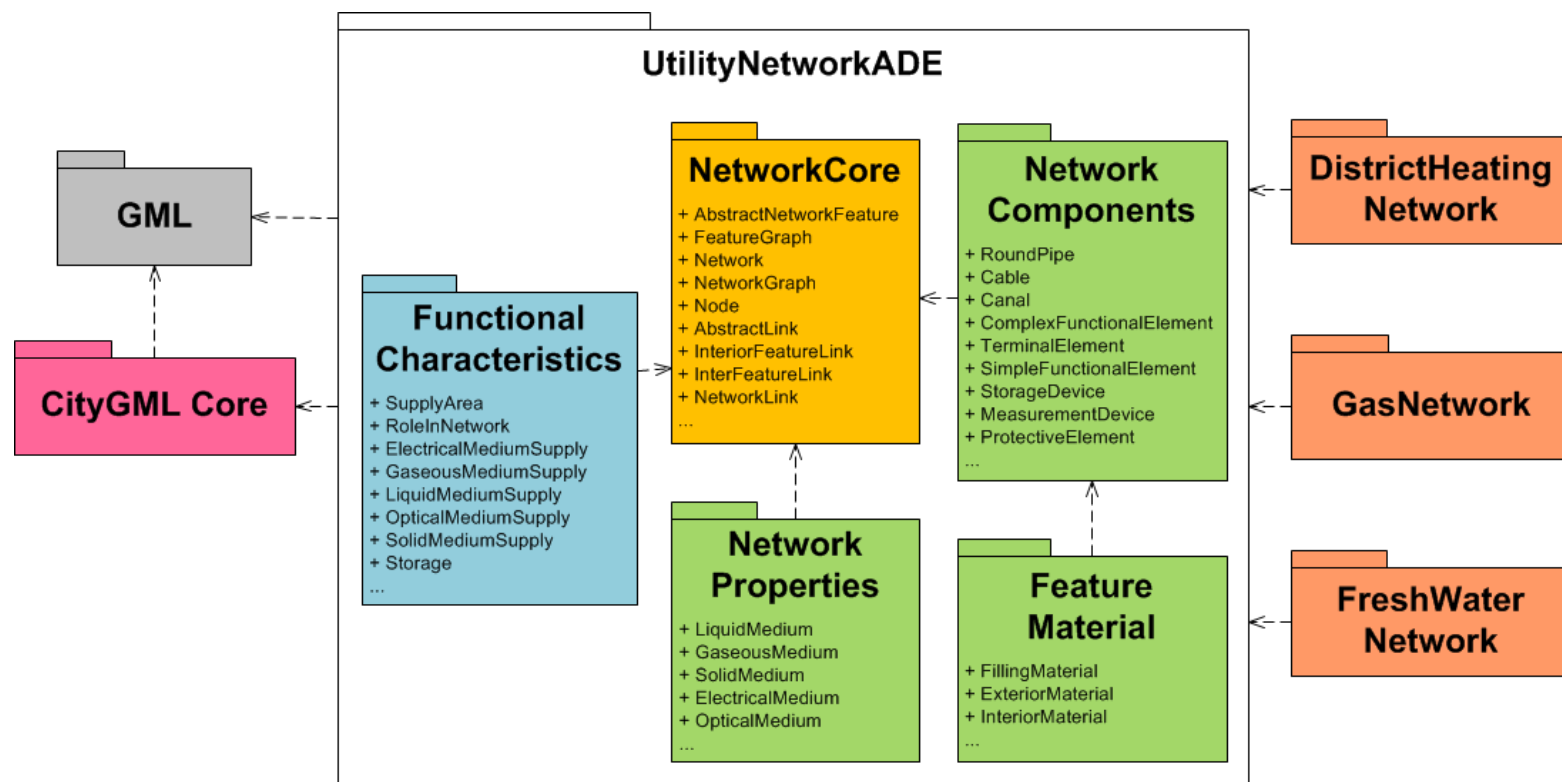 UtilityNetworkADE
GML
CityGML Core
Functional
Characteristics
+ SupplyArea
+ RoleInNetwork
+ ElectricalMediumSupply
+ GaseousMediumSupply
+ LiquidMediumSupply
+ OpticalMediumSupply
+ SolidMediumSupply
+ Storage
...
NetworkCore
+ AbstractNetworkFeature
+ FeatureGraph
+ Network
+ NetworkGraph
+ Node
+ AbstractLink
+ InteriorFeatureLink
+ InterFeatureLink
+ NetworkLink
...
Network
Properties
+ LiquidMedium
+ GaseousMedium
+ SolidMedium
+ ElectricalMedium
+ OpticalMedium
...
Network
Components
+ RoundPipe
+ Cable
+ Canal
+ ComplexFunctionalElement
+ TerminalElement
+ SimpleFunctionalElement
+ StorageDevice
+ MeasurementDevice
+ ProtectiveElement
...
Feature
Material
+ FillingMaterial
+ ExteriorMaterial
+ InteriorMaterial
...
DistrictHeating
Network
GasNetwork
FreshWater
Network